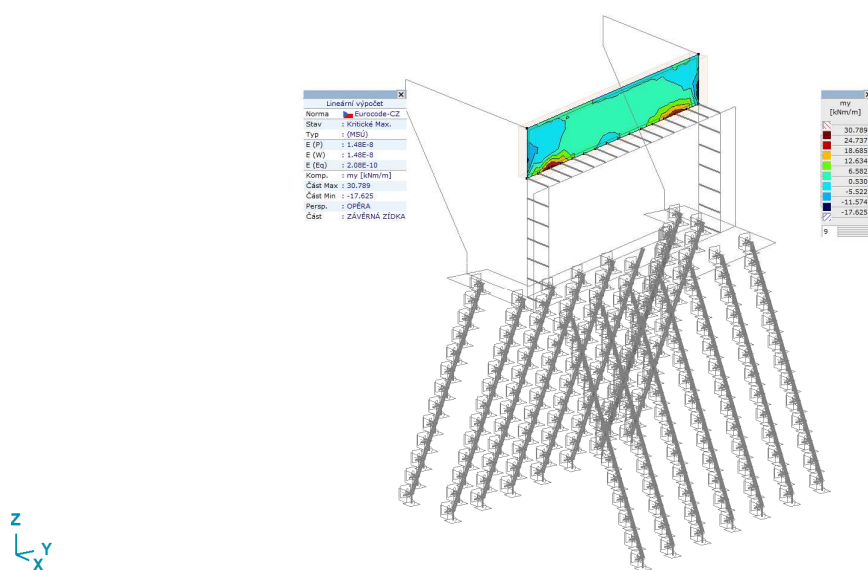 Lineární výpočet
Norma Eurocode-CZ
Stav : Kritické Max.
Typ : (MSÚ)
E (P) : 1.48E-8
E (W) : 1.48E-8
E (Eq) : 2.08E-10
Komp. : my [kNm/m]
Část Max : 30.789
Část Min : -17.625
Persp. : OPĚRA
Část : ZÁVĚRNÁ ZÍDKA
my
[kNm/m]
30.789
24.737
18.685
12.634
6.582
0.530
-5.522
-11.574
-17.625
9
Z
Y
X